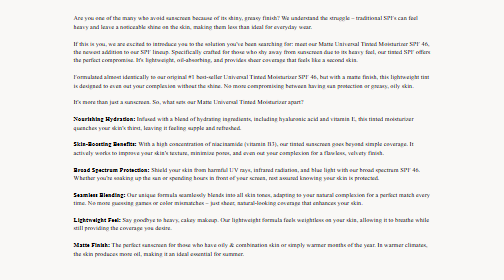 Are you one of the many who avoid sunscreen because of its shiny, greasy finish? We understand the struggle – traditional SPF's can feel
heavy and leave a noticeable shine on the skin, making them less than ideal for everyday wear.
If this is you, we are excited to introduce you to the solution you've been searching for: meet our Matte Universal Tinted Moisturizer SPF 46,
the newest addition to our SPF lineup. Specifically crafted for those who shy away from sunscreen due to its heavy feel, our tinted SPF offers
the perfect compromise. It's lightweight, oil-absorbing, and provides sheer coverage that feels like a second skin.
Formulated almost identically to our original #1 best-seller Universal Tinted Moisturizer SPF 46, but with a matte finish, this lightweight tint
is designed to even out your complexion without the shine. No more compromising between having sun protection or greasy, oily skin.
It's more than just a sunscreen. So, what sets our Matte Universal Tinted Moisturizer apart?
Nourishing Hydration: Infused with a blend of hydrating ingredients, including hyaluronic acid and vitamin E, this tinted moisturizer
quenches your skin's thirst, leaving it feeling supple and refreshed.
Skin-Boosting Benefits: With a high concentration of niacinamide (vitamin B3), our tinted sunscreen goes beyond simple coverage. It
actively works to improve your skin's texture, minimize pores, and even out your complexion for a flawless, velvety finish.
Broad Spectrum Protection: Shield your skin from harmful UV rays, infrared radiation, and blue light with our broad spectrum SPF 46.
Whether you're soaking up the sun or spending hours in front of your screen, rest assured knowing your skin is protected.
Seamless Blending: Our unique formula seamlessly blends into all skin tones, adapting to your natural complexion for a perfect match every
time. No more guessing games or color mismatches – just sheer, natural-looking coverage that enhances your skin.
Lightweight Feel: Say goodbye to heavy, cakey makeup. Our lightweight formula feels weightless on your skin, allowing it to breathe while
still providing the coverage you desire.
Matte Finish: The perfect sunscreen for those who have oily & combination skin or simply warmer months of the year. In warmer climates,
the skin produces more oil, making it an ideal essential for summer.